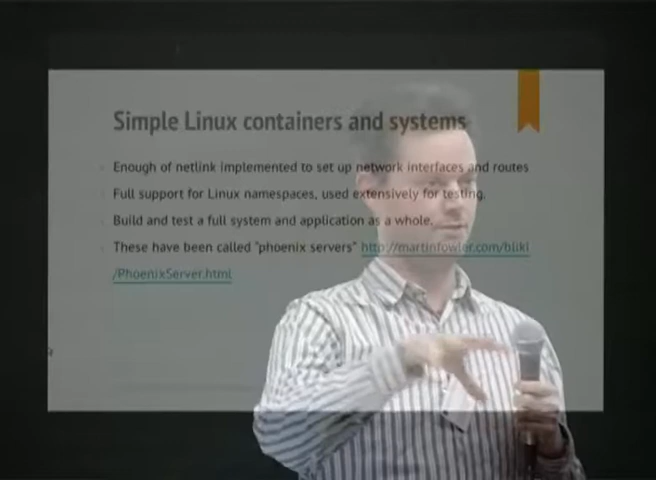 Simple Linux containers and systems
Enough of netlink implemented to set up network interfaces and routes
Full support for Linux namespaces, used extensively for testing.
Build and test a full system and application as a whole.
These have been called "phoenix servers" http://martinfowler.com/bliki
/PhoenixServer.html